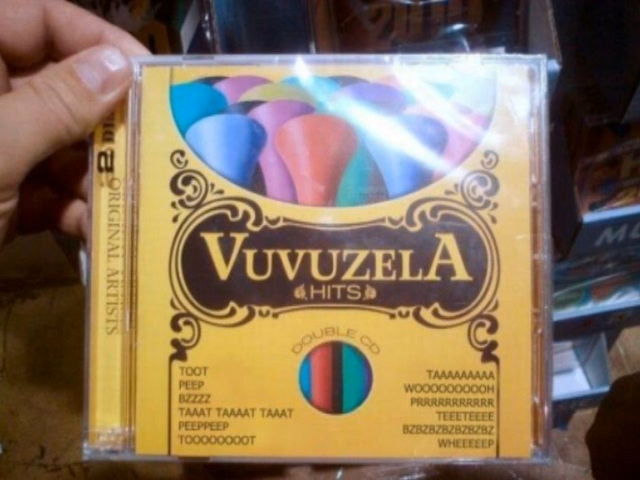 2
ORIGINAL ARTISTS
VUVUZELA
HITS
DOUBLE CD
TOOT
PEEP
BZZZZ
TAAAT TAAAAT TAAAT
PEEPPEEP
TOOOOOOOOT
TAAAAAAAAA
WOOOOOOOOOH
PRRRRRRRRRRR
TEEETEEEE
BZBZBZBZBZBZBZ
WHEEEEEP